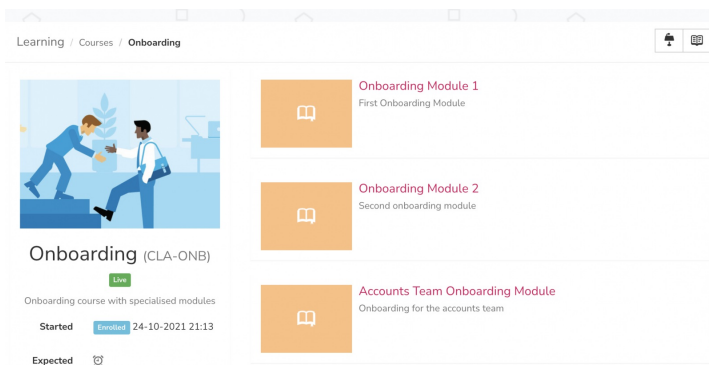 Learning / Courses / Onboarding
Onboarding (CLA-ONB)
Live
Onboarding course with specialised modules
Started Enrolled 24-10-2021 21:13
Expected
Onboarding Module 1
First Onboarding Module
Onboarding Module 2
Second onboarding module
Accounts Team Onboarding Module
Onboarding for the accounts team